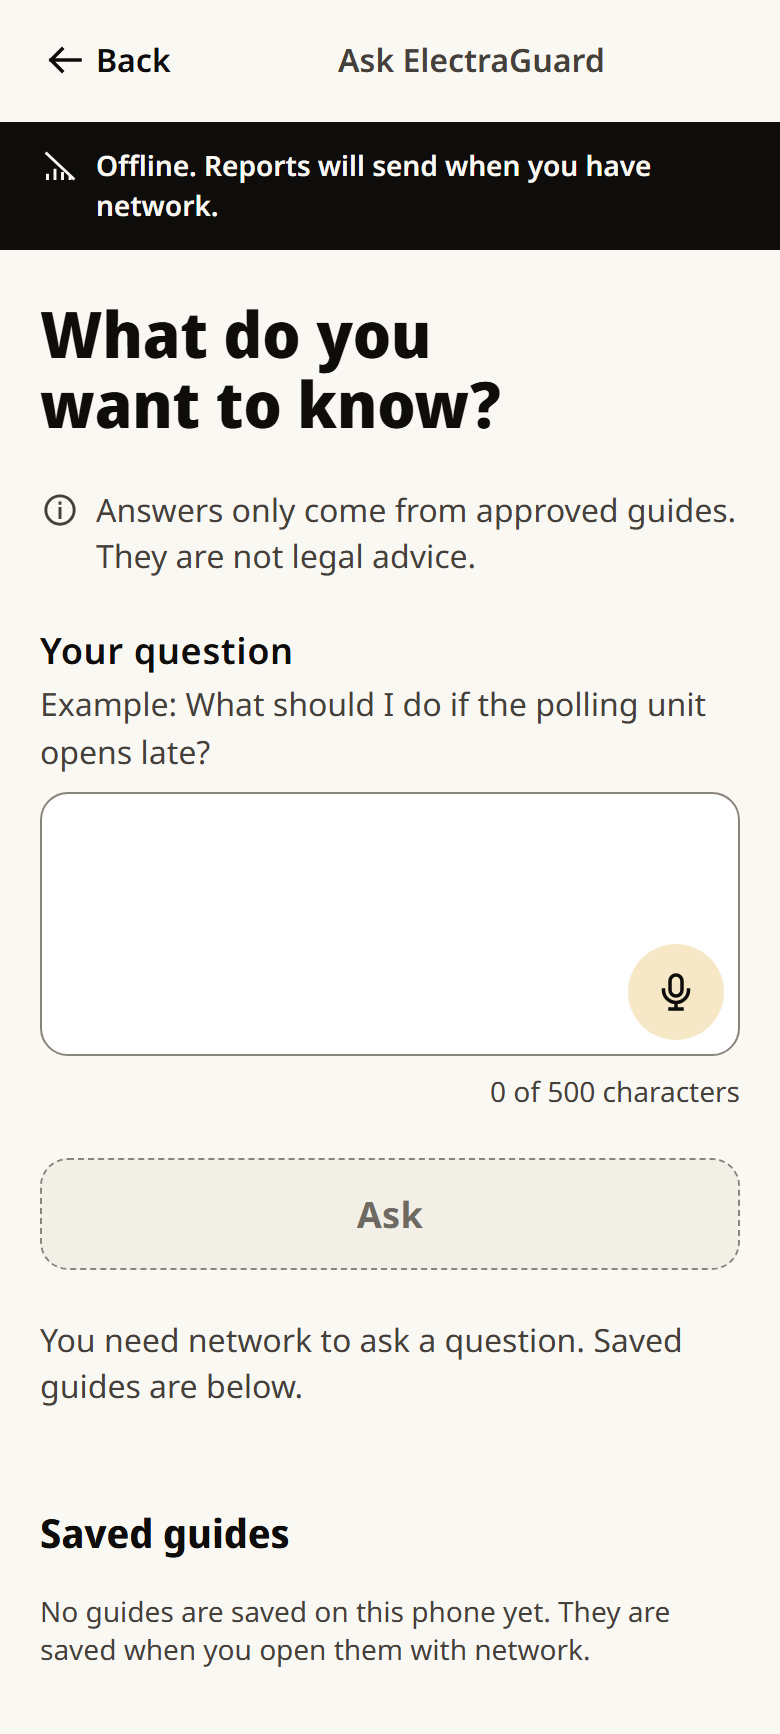 Back
Ask ElectraGuard
Offline. Reports will send when you have
network.
What do you
want to know?
Answers only come from approved guides.
They are not legal advice.
Your question
Example: What should I do if the polling unit
opens late?
0 of 500 characters
Ask
You need network to ask a question. Saved
guides are below.
Saved guides
No guides are saved on this phone yet. They are
saved when you open them with network.